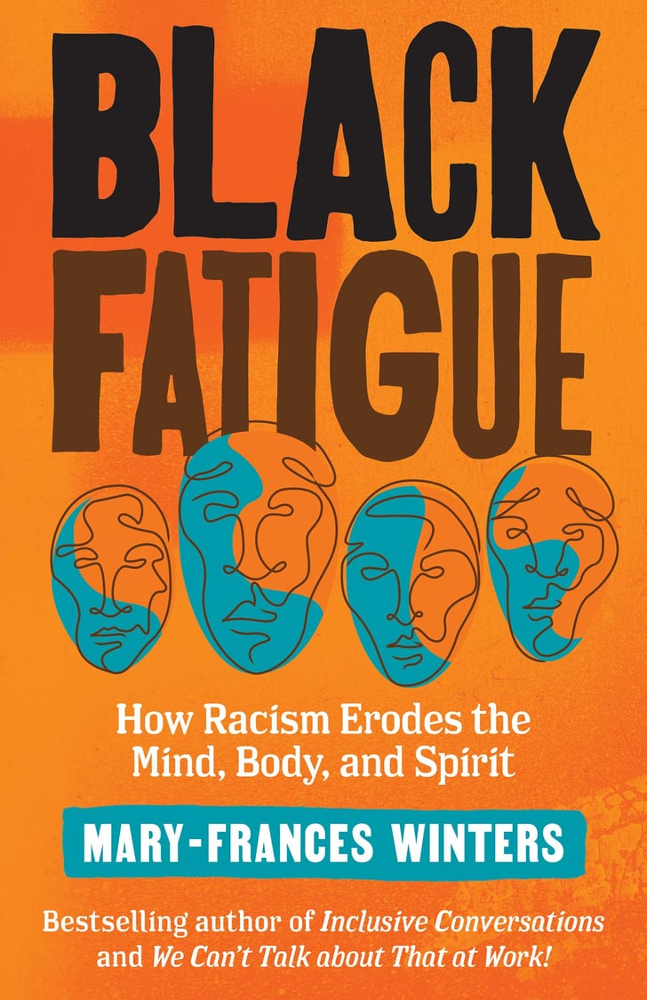 BLACK
FATIGUE
How Racism Erodes the
Mind, Body, and Spirit
MARY-FRANCES WINTERS
Bestselling author of Inclusive Conversations
and We Can't Talk about That at Work!